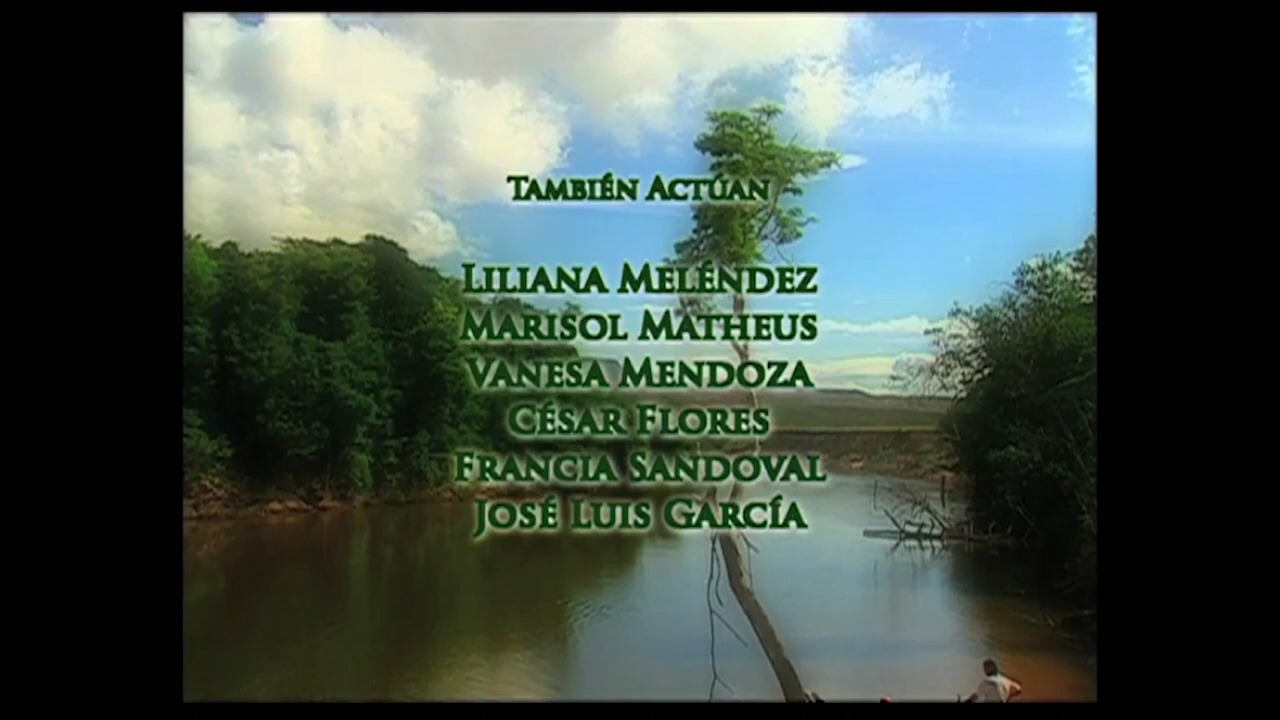 También Actúan
Liliana Meléndez
Marisol Matheus
Vanesa Mendoza
César Flores
Francia Sandoval
José Luis García